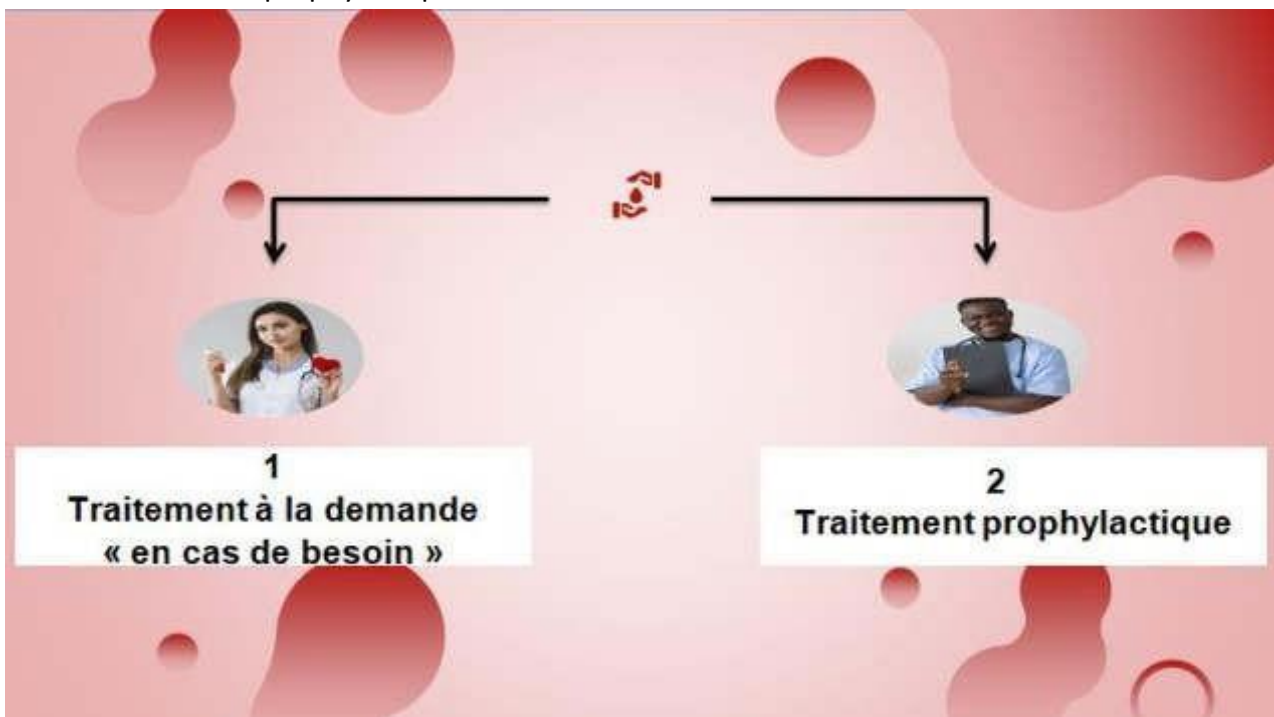 1
Traitement à la demande
« en cas de besoin »
2
Traitement prophylactique